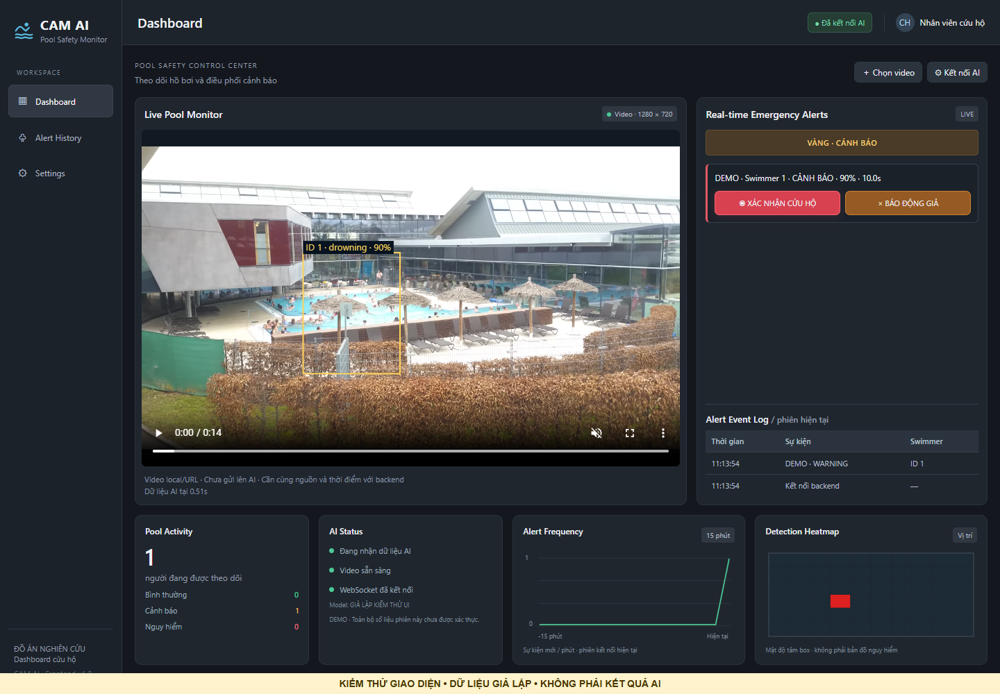 CAM AI
Pool Safety Monitor
WORKSPACE
Dashboard
Alert History
Settings
ĐỒ ÁN NGHIÊN CỨU
Dashboard cứu hộ
Dashboard
● Đã kết nối AI
CH
Nhân viên cứu hộ
POOL SAFETY CONTROL CENTER
Theo dõi hồ bơi và điều phối cảnh báo
+ Chọn video
⚙ Kết nối AI
Live Pool Monitor
● Video · 1280 × 720
ID 1 · drowning · 90%
0:00 / 0:14
Video local/URL · Chưa gửi lên AI · Cần cùng nguồn và thời điểm với backend
Dữ liệu AI tại 0.51s
Real-time Emergency Alerts
LIVE
VÀNG · CẢNH BÁO
DEMO · Swimmer 1 · CẢNH BÁO · 90% · 10.0s
◉ XÁC NHẬN CỨU HỘ
× BÁO ĐỘNG GIẢ
Alert Event Log / phiên hiện tại
Thời gian Sự kiện Swimmer
11:13:54 DEMO · WARNING ID 1
11:13:54 Kết nối backend —
Pool Activity
1
người đang được theo dõi
Bình thường 0
Cảnh báo 1
Nguy hiểm 0
AI Status
Đang nhận dữ liệu AI
Video sẵn sàng
WebSocket đã kết nối
Model: GIẢ LẬP KIỂM THỬ UI
DEMO · Toàn bộ số liệu phiên này chưa được xác thực.
Alert Frequency
15 phút
1
0
-15 phút Hiện tại
Sự kiện mới / phút · phiên kết nối hiện tại
Detection Heatmap
Vị trí
Mật độ tâm box · không phải bản đồ nguy hiểm
KIỂM THỬ GIAO DIỆN • DỮ LIỆU GIẢ LẬP • KHÔNG PHẢI KẾT QUẢ AI